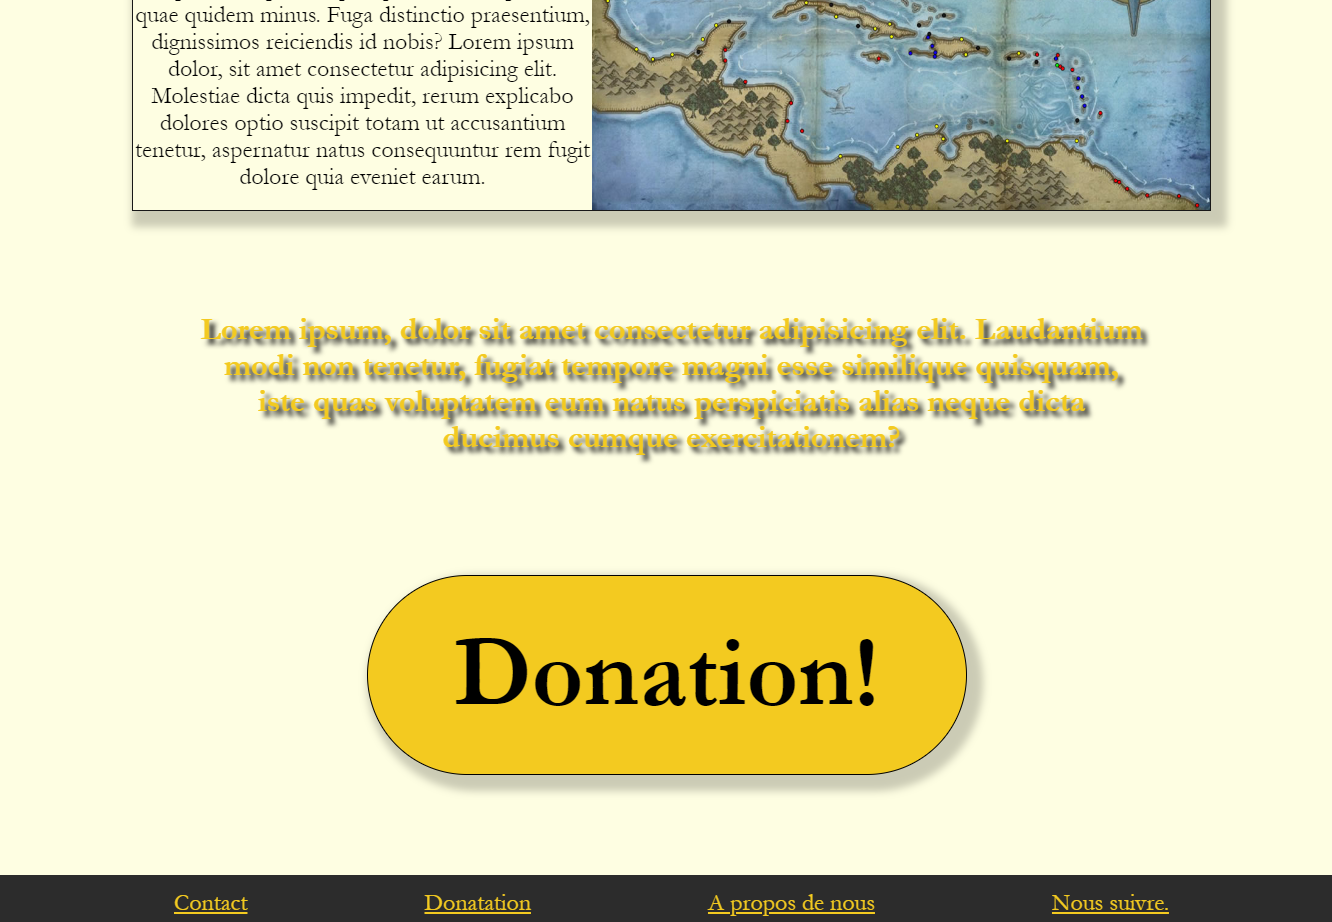 quae quidem minus. Fuga distinctio praesentium,
dignissimos reiciendis id nobis? Lorem ipsum
dolor, sit amet consectetur adipisicing elit.
Molestiae dicta quis impedit, rerum explicabo
dolores optio suscipit totam ut accusantium
tenetur, aspernatur natus consequuntur rem fugit
dolore quia eveniet earum.
Lorem ipsum, dolor sit amet consectetur adipisicing elit. Laudantium
modi non tenetur, fugiat tempore magni esse similique quisquam,
iste quas voluptatem eum natus perspiciatis alias neque dicta
ducimus cumque exercitationem?
Donation!
Contact
Donatation
A propos de nous
Nous suivre.